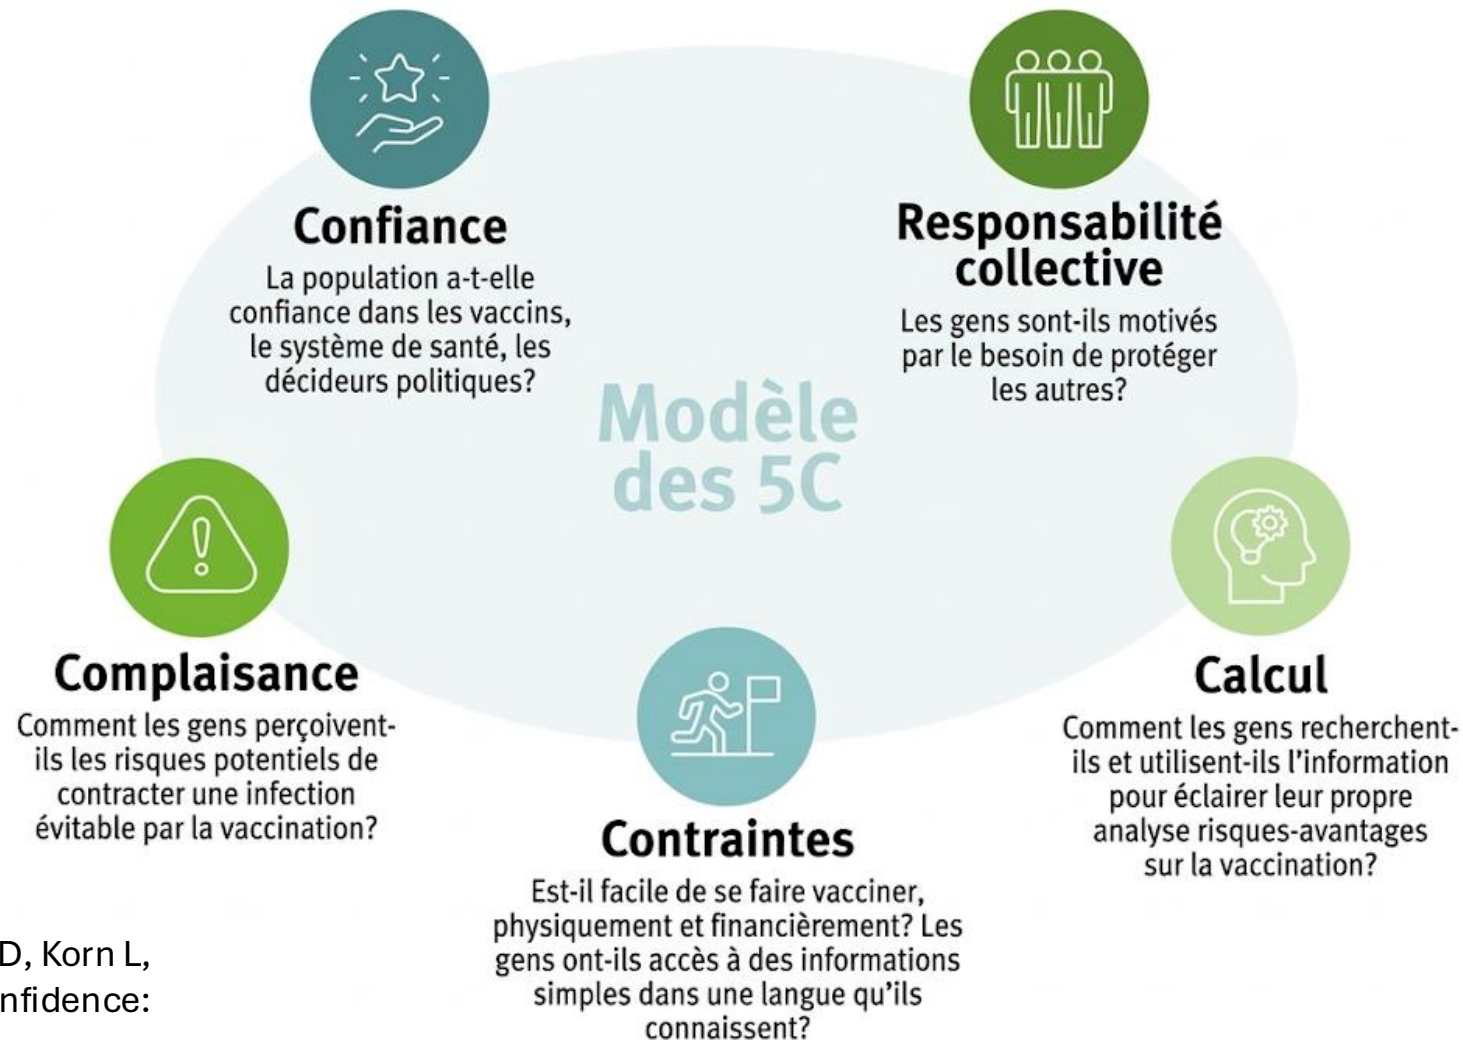 Confiance
La population a-t-elle
confiance dans les vaccins,
le système de santé, les
décideurs politiques?
Responsabilité
collective
Les gens sont-ils motivés
par le besoin de protéger
les autres?
Modèle
des 5C
Complaisance
Comment les gens perçoivent-
ils les risques potentiels de
contracter une infection
évitable par la vaccination?
Calcul
Comment les gens recherchent-
ils et utilisent-ils l’information
pour éclairer leur propre
analyse risques-avantages
sur la vaccination?
Contraintes
Est-il facile de se faire vacciner,
physiquement et financièrement? Les
gens ont-ils accès à des informations
simples dans une langue qu’ils
connaissent?
D, Korn L,
nfidence: